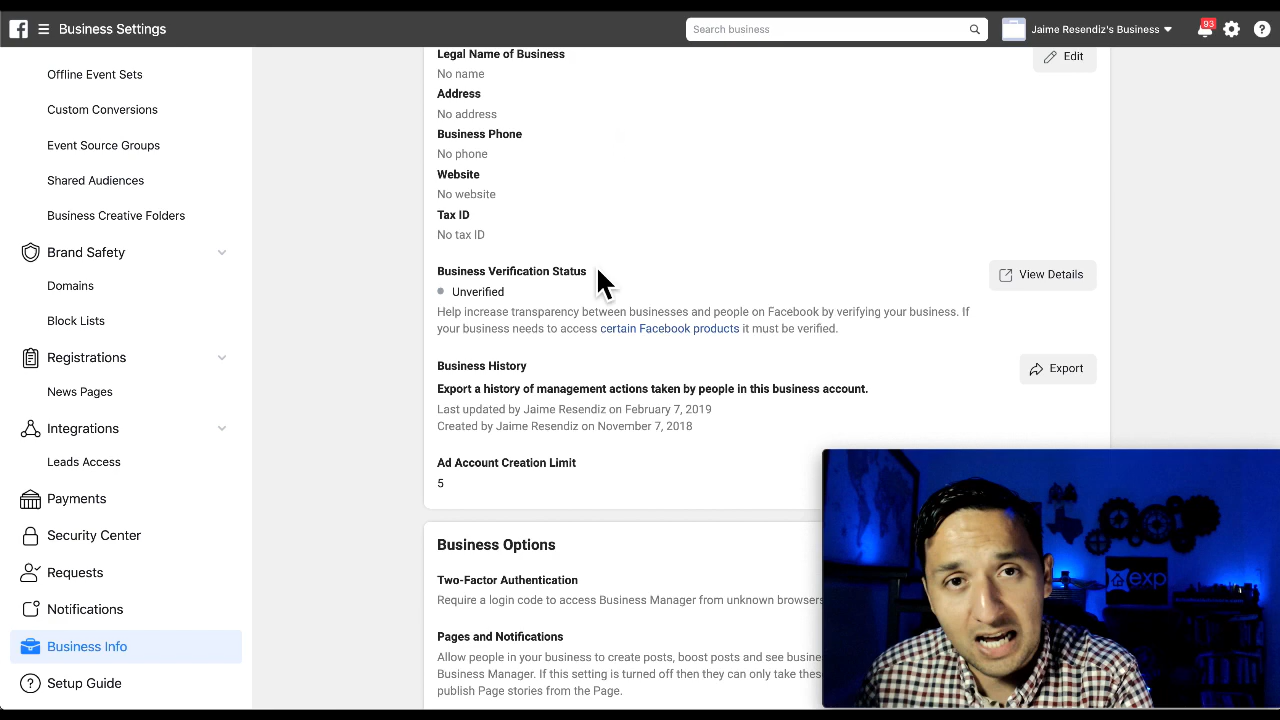 Business Settings
Search business
Jaime Resendiz's Business
93
Offline Event Sets
Custom Conversions
Event Source Groups
Shared Audiences
Business Creative Folders
Brand Safety
Domains
Block Lists
Registrations
News Pages
Integrations
Leads Access
Payments
Security Center
Requests
Notifications
Business Info
Setup Guide
Legal Name of Business
Edit
No name
Address
No address
Business Phone
No phone
Website
No website
Tax ID
No tax ID
Business Verification Status
View Details
Unverified
Help increase transparency between businesses and people on Facebook by verifying your business. If
your business needs to access certain Facebook products it must be verified.
Business History
Export
Export a history of management actions taken by people in this business account.
Last updated by Jaime Resendiz on February 7, 2019
Created by Jaime Resendiz on November 7, 2018
Ad Account Creation Limit
5
Business Options
Two-Factor Authentication
Require a login code to access Business Manager from unknown browsers
Pages and Notifications
Allow people in your business to create posts, boost posts and see
Business Manager. If this setting is turned off then they can only take
publish Page stories from the Page.
exp